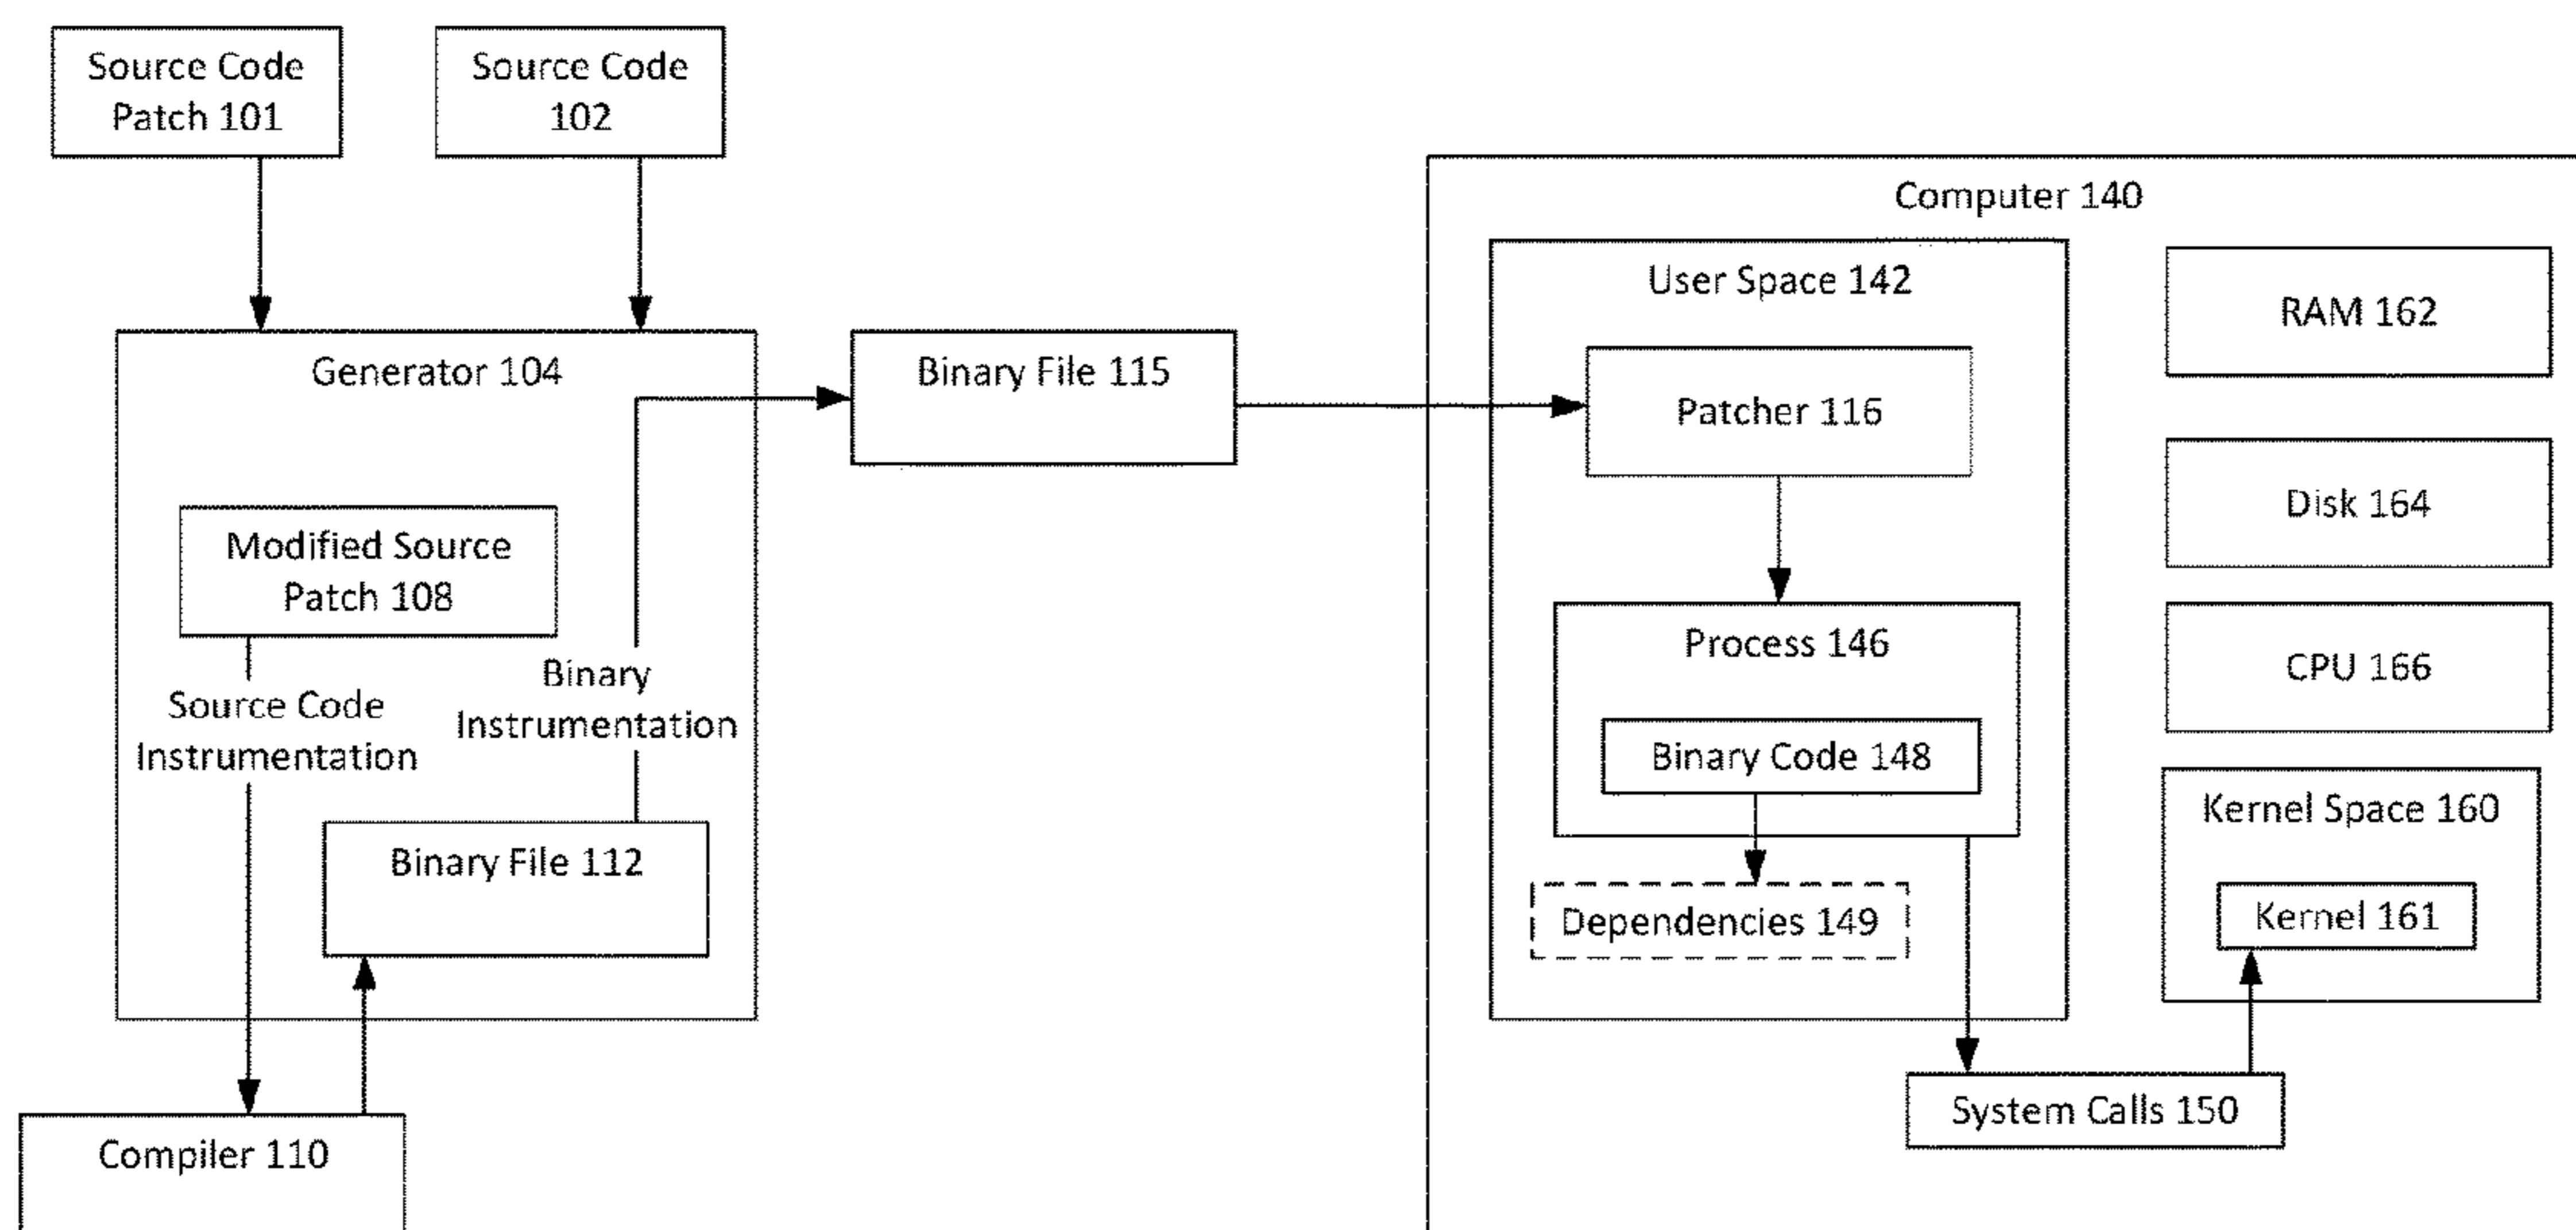 Source Code
Patch 101
Source Code
102
Computer 140
User Space 142
RAM 162
Generator 104
Binary File 115
Patcher 116
Disk 164
Modified Source
Patch 108
Process 146
CPU 166
Source Code
Instrumentation
Binary
Instrumentation
Binary Code 148
Kernel Space 160
Binary File 112
Dependencies 149
Kernel 161
System Calls 150
Compiler 110